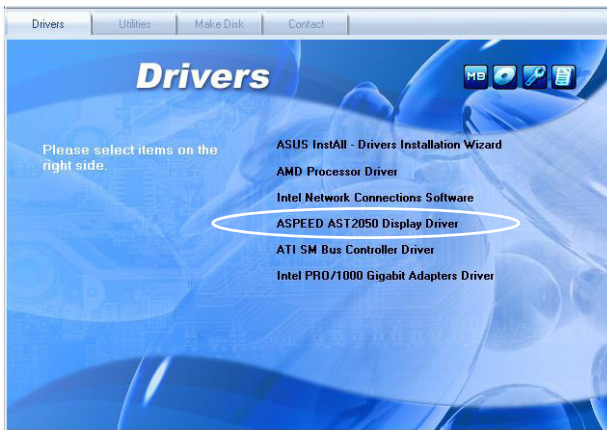 Drivers
Utilities
Make Disk
Contact
Drivers
MB
Please select items on the
right side.
ASUS InstAll - Drivers Installation Wizard
AMD Processor Driver
Intel Network Connections Software
ASPEED AST2050 Display Driver
ATI SM Bus Controller Driver
Intel PRO/1000 Gigabit Adapters Driver